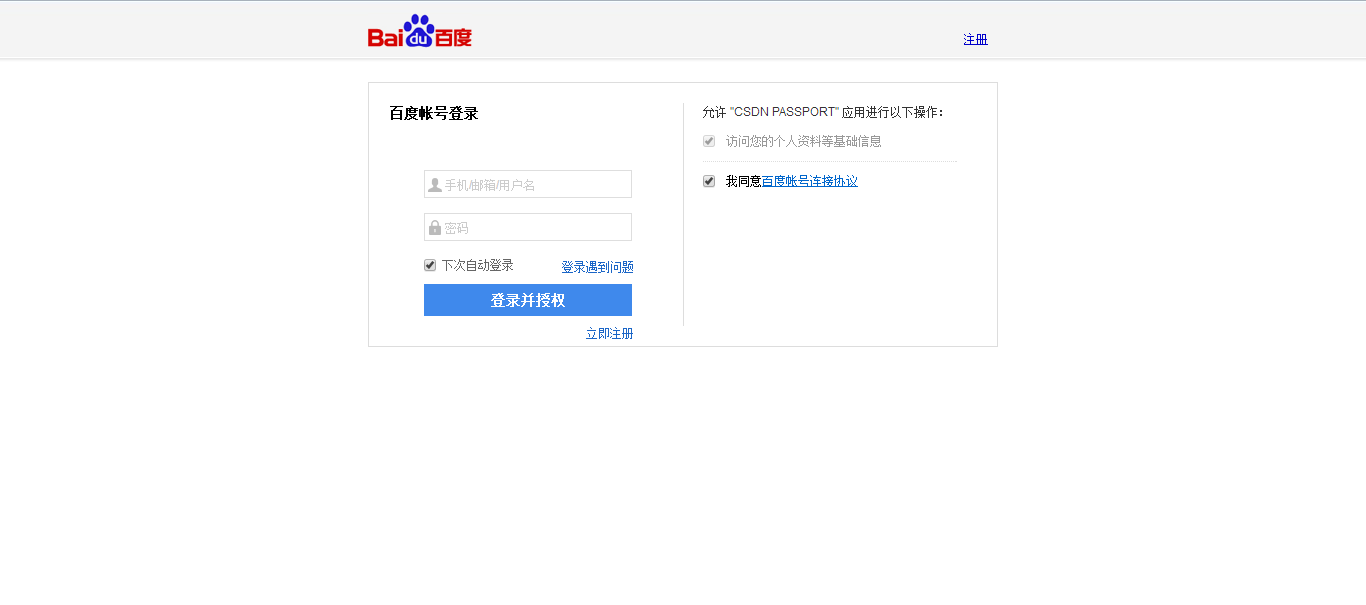 Baidu百度
注册
百度帐号登录
手机/邮箱/用户名
密码
下次自动登录
登录遇到问题
登录并授权
立即注册
允许 "CSDN PASSPORT" 应用进行以下操作：
访问您的个人资料等基础信息
我同意百度帐号连接协议